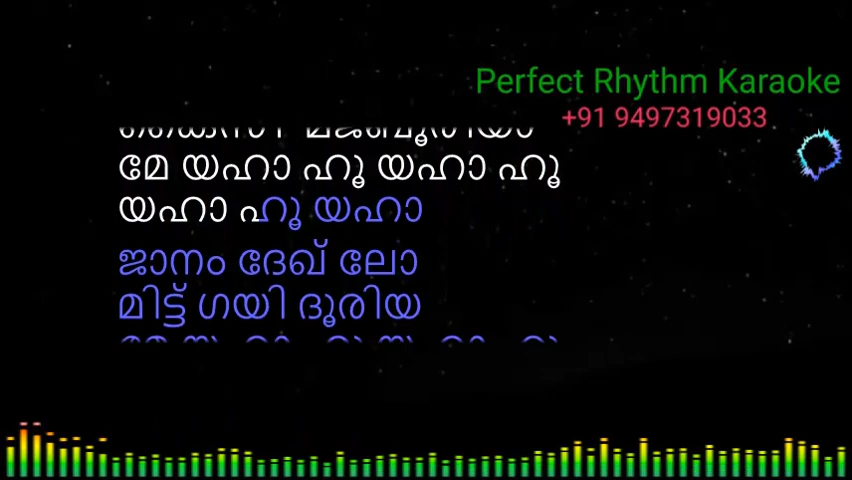 Perfect Rhythm Karaoke
+91 9497319033
മേ യഹാ ഹൂ യഹാ ഹൂ
യഹാ ഹൂ യഹാ
ജാനം ദേഖ് ലോ
മിട്ട് ഗയി ദൂരിയ